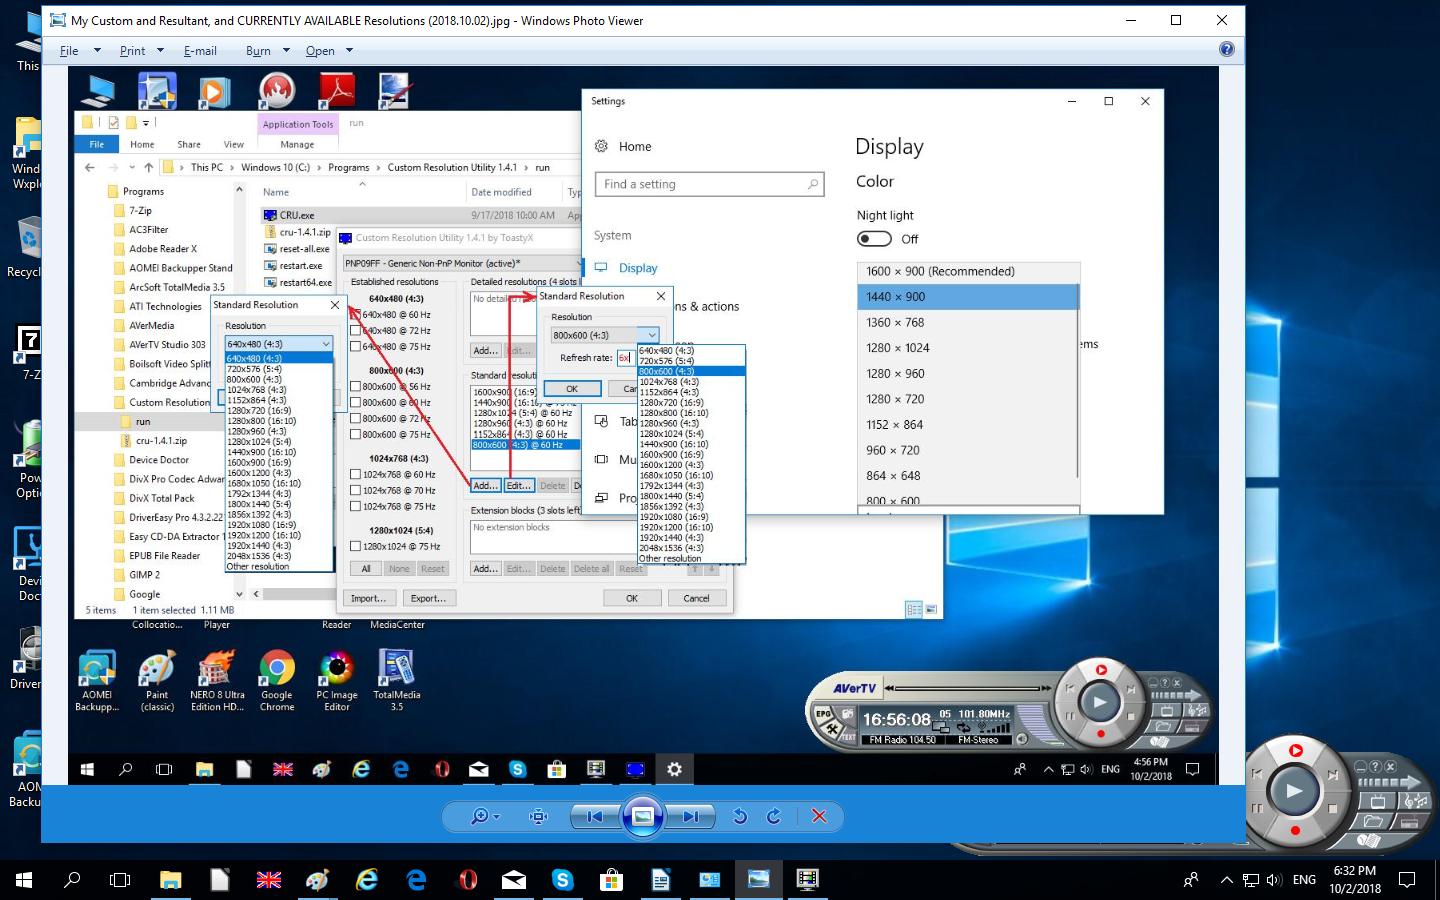 My Custom and Resultant, and CURRENTLY AVAILABLE Resolutions (2018.10.02).jpg - Windows Photo Viewer
File Print E-mail Burn Open
This
Wind
Wxplo
Recycl
7-Z
Pow
Optio
Devi
Doct
Driver
AOM
Backu
Application Tools run
File Home Share View Manage
This PC Windows 10 (C:) Programs Custom Resolution Utility 1.4.1 run
Programs
7-Zip
AC3Filter
Adobe Reader X
AOMEI Backupper Stand
ArcSoft TotalMedia 3.5
ATI Technologies
AVerMedia
AVerTV Studio 303
Boilsoft Video Splitt
Cambridge Advanc
Custom Resolution
run
cru-1.4.1.zip
Device Doctor
DivX Pro Codec Advan
DivX Total Pack
DriverEasy Pro 4.3.2.22
Easy CD-DA Extractor 1
EPUB File Reader
GIMP 2
Google
Name Date modified Typ
CRU.exe 9/17/2018 10:00 AM App
cru-1.4.1.zip
reset-all.exe
restart.exe
restart64.exe
5 items 1 item selected 1.11 MB
Custom Resolution Utility 1.4.1 by ToastyX
PNP09FF - Generic Non-PnP Monitor (active)*
Established resolutions
640x480 (4:3)
640x480 @ 60 Hz
640x480 @ 72 Hz
640x480 @ 75 Hz
800x600 (4:3)
800x600 @ 56 Hz
800x600 @ 60 Hz
800x600 @ 72 Hz
800x600 @ 75 Hz
1024x768 (4:3)
1024x768 @ 60 Hz
1024x768 @ 70 Hz
1024x768 @ 75 Hz
1280x1024 (5:4)
1280x1024 @ 75 Hz
All None Reset
Import... Export...
Detailed resolutions (4 slots
No detailed
Add... Edit...
Standard resoluti
1600x900 (16:9)
1440x900 (16:10) @ 60 Hz
1280x1024 (5:4) @ 60 Hz
1280x960 (4:3) @ 60 Hz
1152x864 (4:3) @ 60 Hz
800x600 (4:3) @ 60 Hz
Add... Edit... Delete De
Extension blocks (3 slots left)
No extension blocks
Add... Edit... Delete Delete all Reset
OK Cancel
Standard Resolution
Resolution
640x480 (4:3)
640x480 (4:3)
720x576 (5:4)
800x600 (4:3)
1024x768 (4:3)
1152x864 (4:3)
1280x720 (16:9)
1280x800 (16:10)
1280x960 (4:3)
1280x1024 (5:4)
1440x900 (16:10)
1600x900 (16:9)
1600x1200 (4:3)
1680x1050 (16:10)
1792x1344 (4:3)
1800x1440 (5:4)
1856x1392 (4:3)
1920x1080 (16:9)
1920x1200 (16:10)
1920x1440 (4:3)
2048x1536 (4:3)
Other resolution
Standard Resolution
Resolution
800x600 (4:3)
Refresh rate: 6x
OK Can
640x480 (4:3)
720x576 (5:4)
800x600 (4:3)
1024x768 (4:3)
1152x864 (4:3)
1280x720 (16:9)
1280x800 (16:10)
1280x960 (4:3)
1280x1024 (5:4)
1440x900 (16:10)
1600x900 (16:9)
1600x1200 (4:3)
1680x1050 (16:10)
1792x1344 (4:3)
1800x1440 (5:4)
1856x1392 (4:3)
1920x1080 (16:9)
1920x1200 (16:10)
1920x1440 (4:3)
2048x1536 (4:3)
Other resolution
Settings
Home
Find a setting
System
Display
ns & actions
Tab
Mu
Pro
Display
Color
Night light
Off
1600 × 900 (Recommended)
1440 × 900
1360 × 768
1280 × 1024
1280 × 960
1280 × 720
1152 × 864
960 × 720
864 × 648
800 × 600
ems
Collocatio... Player Reader MediaCenter
AOMEI
Backupp...
Paint
(classic)
NERO 8 Ultra
Edition HD...
Google
Chrome
PC Image
Editor
TotalMedia
3.5
AVerTV
EPG
TEXT
16:56:08 05 101.80MHz
FM Radio 104.50 FM-Stereo
ENG 4:56 PM
10/2/2018
ENG 6:32 PM
10/2/2018